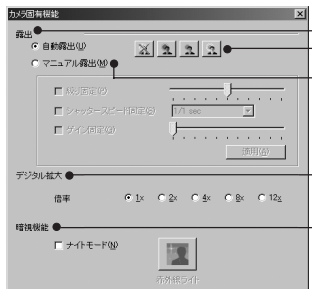 カメラ固有機能
露出
自動露出(U)
マニュアル露出(M)
絞り固定(P)
シャッタースピード固定(S)
1/1 sec
ゲイン固定(G)
適用(A)
デジタル拡大
倍率
1x 2x 4x 8x 12x
暗視機能
ナイトモード(N)
赤外線ライト